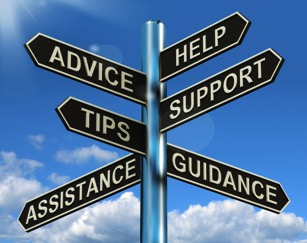 HELP
ADVICE
SUPPORT
TIPS
ASSISTANCE
GUIDANCE